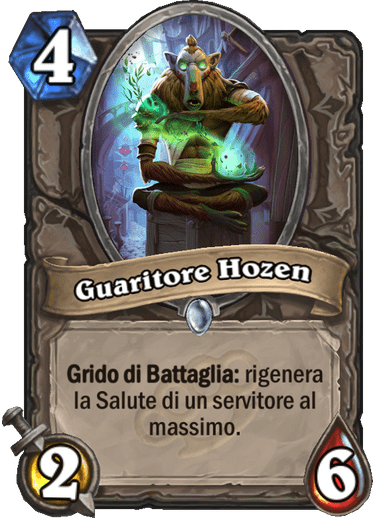 4
Guaritore Hozen
Grido di Battaglia: rigenera
la Salute di un servitore al
massimo.
2
6